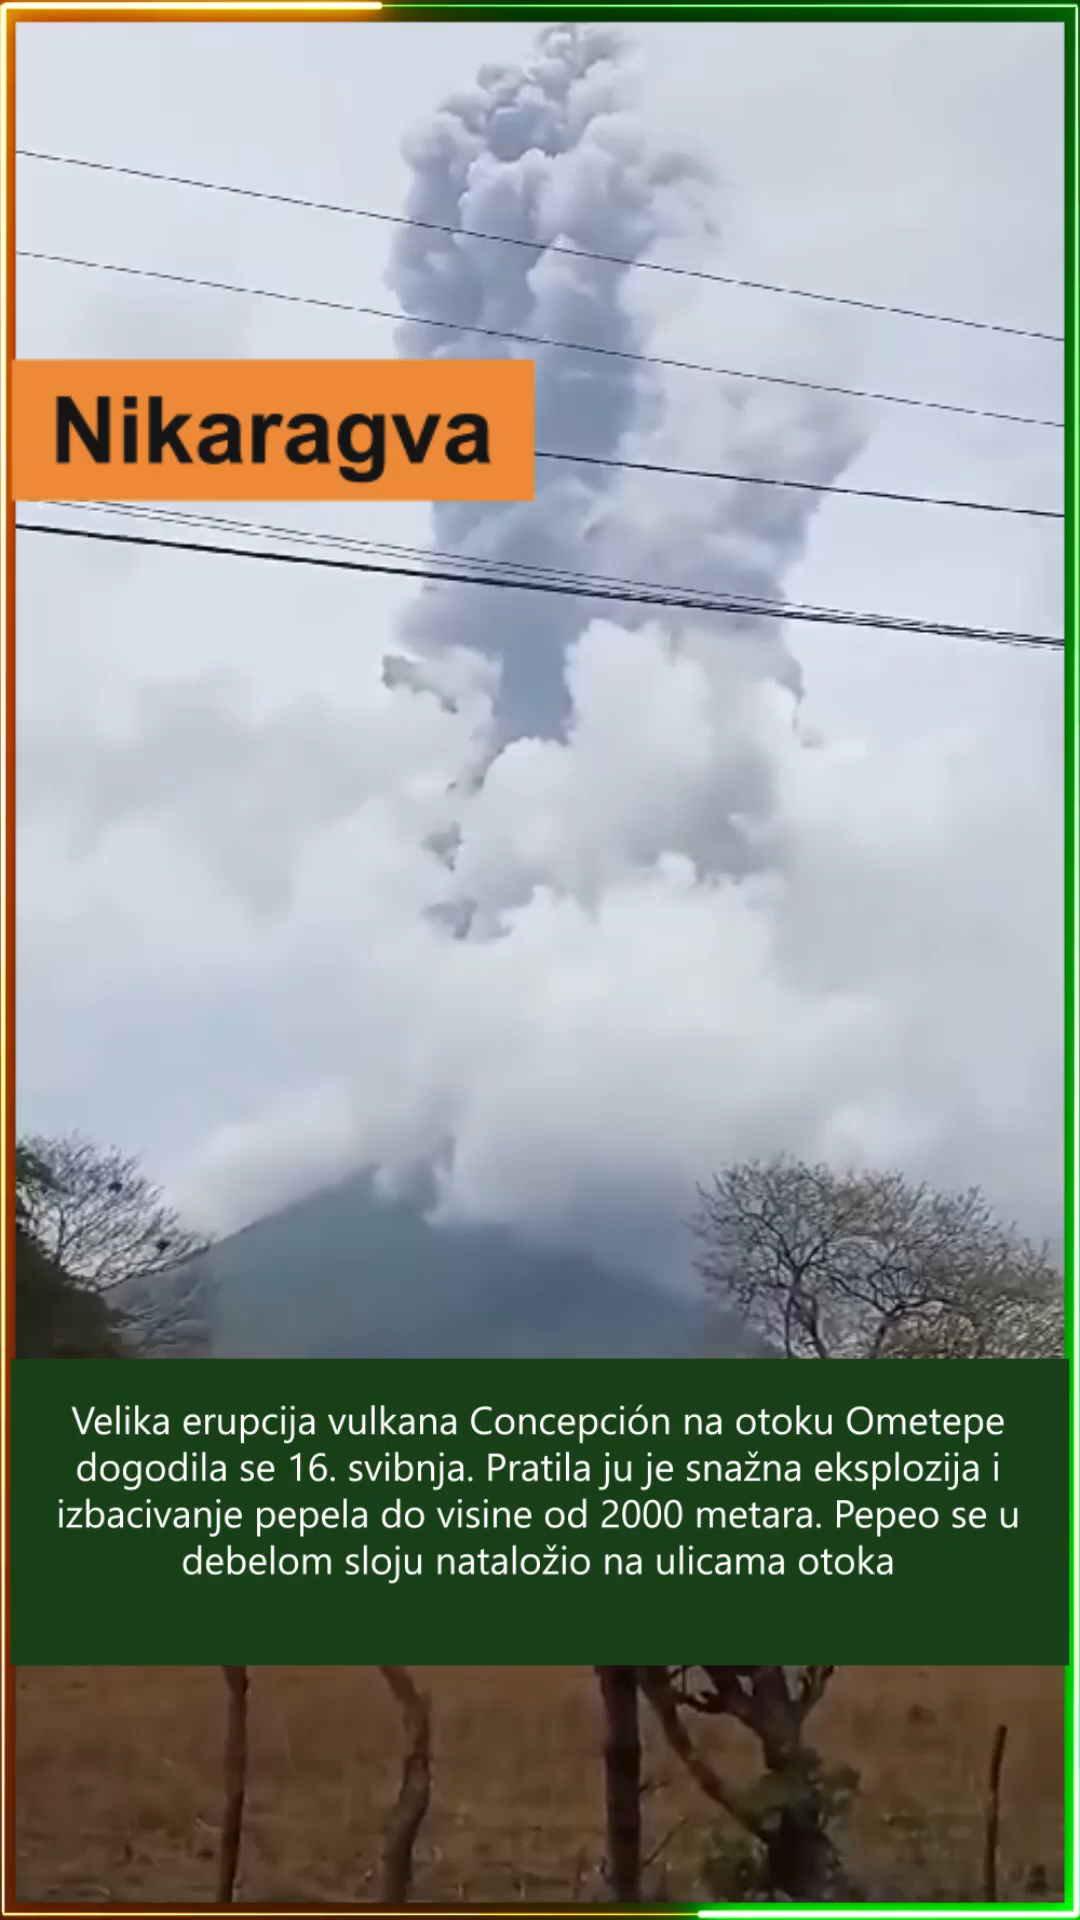 Nikaragva
Velika erupcija vulkana Concepción na otoku Ometepe
dogodila se 16. svibnja. Pratila ju je snažna eksplozija i
izbacivanje pepela do visine od 2000 metara. Pepeo se u
debelom sloju nataložio na ulicama otoka